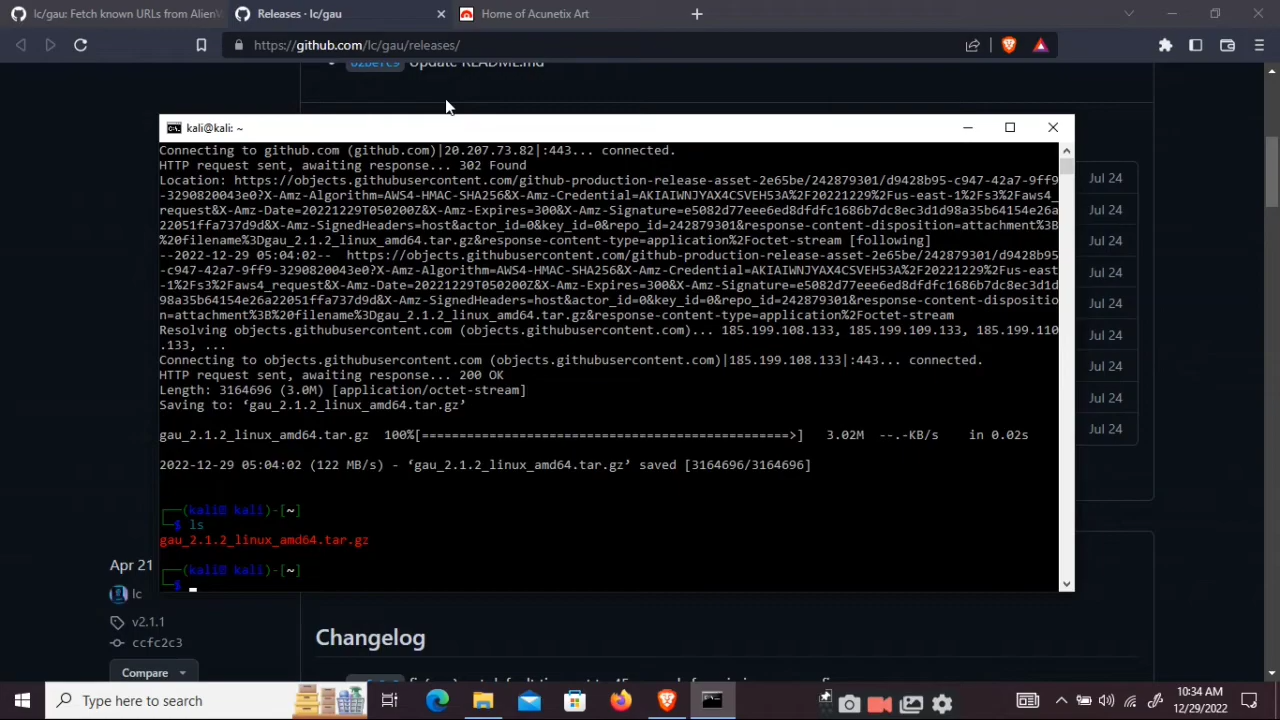 lc/gau: Fetch known URLs from AlienV
Releases · lc/gau
Home of Acunetix Art
https://github.com/lc/gau/releases/
Update README.md
kali@kali: ~
Connecting to github.com (github.com)|20.207.73.82|:443... connected.
HTTP request sent, awaiting response... 302 Found
Location: https://objects.githubusercontent.com/github-production-release-asset-2e65be/242879301/d9428b95-c947-42a7-9ff9
-3290820043e0?X-Amz-Algorithm=AWS4-HMAC-SHA256&X-Amz-Credential=AKIAIWNJYAX4CSVEH53A%2F20221229%2Fus-east-1%2Fs3%2Faws4_
request&X-Amz-Date=20221229T050200Z&X-Amz-Expires=300&X-Amz-Signature=e5082d77eee6ed8dfdfc1686b7dc8ec3d1d98a35b64154e26a
22051ffa737d9d&X-Amz-SignedHeaders=host&actor_id=0&key_id=0&repo_id=242879301&response-content-disposition=attachment%3B
%20filename%3Dgau_2.1.2_linux_amd64.tar.gz&response-content-type=application%2Foctet-stream [following]
--2022-12-29 05:04:02--  https://objects.githubusercontent.com/github-production-release-asset-2e65be/242879301/d9428b95
-c947-42a7-9ff9-3290820043e0?X-Amz-Algorithm=AWS4-HMAC-SHA256&X-Amz-Credential=AKIAIWNJYAX4CSVEH53A%2F20221229%2Fus-east
-1%2Fs3%2Faws4_request&X-Amz-Date=20221229T050200Z&X-Amz-Expires=300&X-Amz-Signature=e5082d77eee6ed8dfdfc1686b7dc8ec3d1d
98a35b64154e26a22051ffa737d9d&X-Amz-SignedHeaders=host&actor_id=0&key_id=0&repo_id=242879301&response-content-dispositio
n=attachment%3B%20filename%3Dgau_2.1.2_linux_amd64.tar.gz&response-content-type=application%2Foctet-stream
Resolving objects.githubusercontent.com (objects.githubusercontent.com)... 185.199.108.133, 185.199.109.133, 185.199.110
.133, ...
Connecting to objects.githubusercontent.com (objects.githubusercontent.com)|185.199.108.133|:443... connected.
HTTP request sent, awaiting response... 200 OK
Length: 3164696 (3.0M) [application/octet-stream]
Saving to: ‘gau_2.1.2_linux_amd64.tar.gz’
gau_2.1.2_linux_amd64.tar.gz  100%[=================================================>]   3.02M  --.-KB/s    in 0.02s
2022-12-29 05:04:02 (122 MB/s) - ‘gau_2.1.2_linux_amd64.tar.gz’ saved [3164696/3164696]
┌──(kali@ kali)-[~]
└─$ ls
gau_2.1.2_linux_amd64.tar.gz
┌──(kali@ kali)-[~]
└─$
Jul 24
Jul 24
Jul 24
Jul 24
Jul 24
Jul 24
Jul 24
Jul 24
Jul 24
Apr 21
lc
v2.1.1
ccfc2c3
Compare
Changelog
Type here to search
10:34 AM
12/29/2022